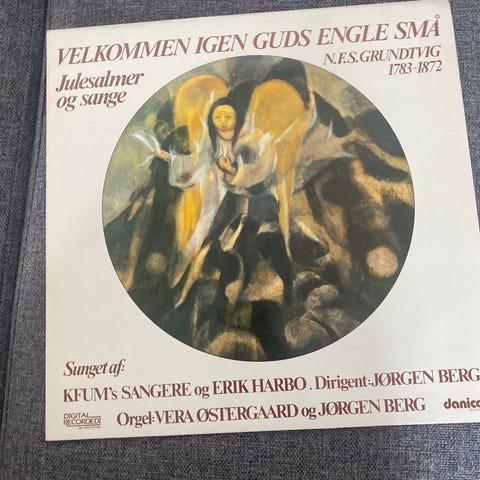 VELKOMMEN IGEN GUDS ENGLE SMÅ
Julesalmer
og sange
N.F.S. GRUNDTVIG
1783-1872
Sunget af:
KFUM's SANGERE og ERIK HARBO. Dirigent: JØRGEN BERG
Orgel: VERA ØSTERGAARD og JØRGEN BERG
DIGITAL
RECORDED
danica